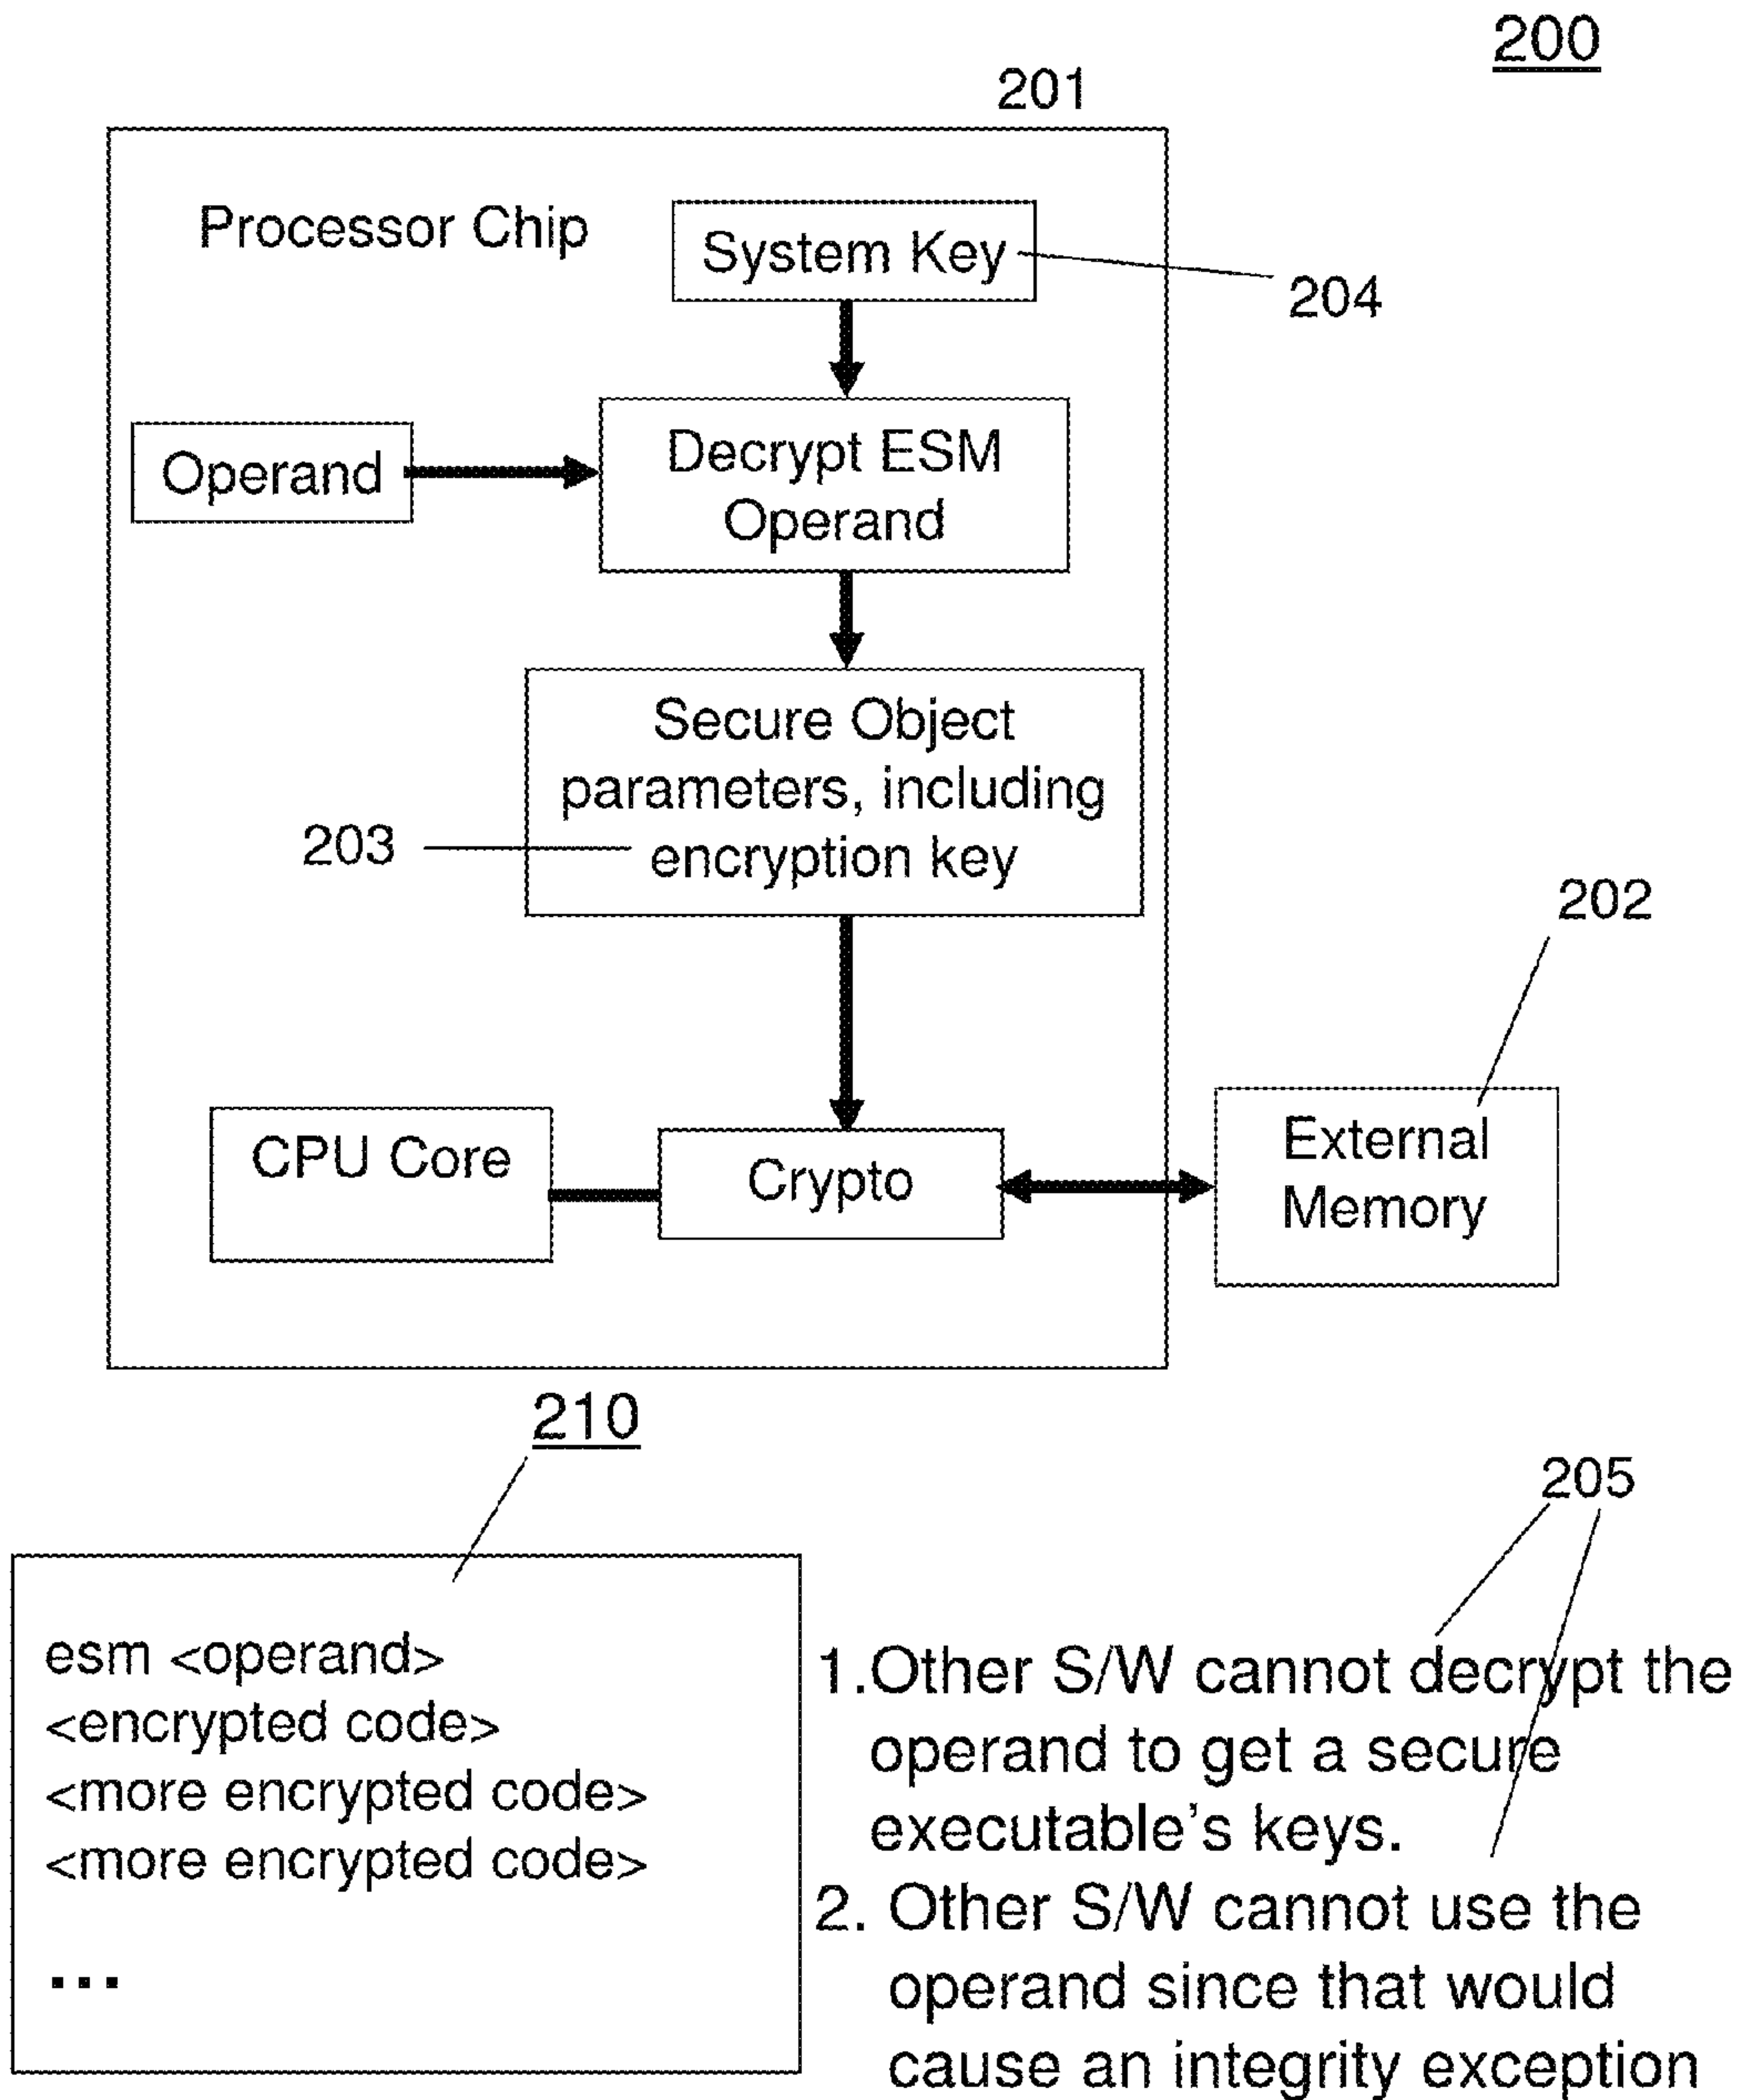 200
201
Processor Chip
System Key
204
Operand
Decrypt ESM
Operand
Secure Object
parameters, including
encryption key
203
202
CPU Core
Crypto
External
Memory
210
205
esm <operand>
<encrypted code>
<more encrypted code>
<more encrypted code>
...
1.Other S/W cannot decrypt the
operand to get a secure
executable's keys.
2. Other S/W cannot use the
operand since that would
cause an integrity exception